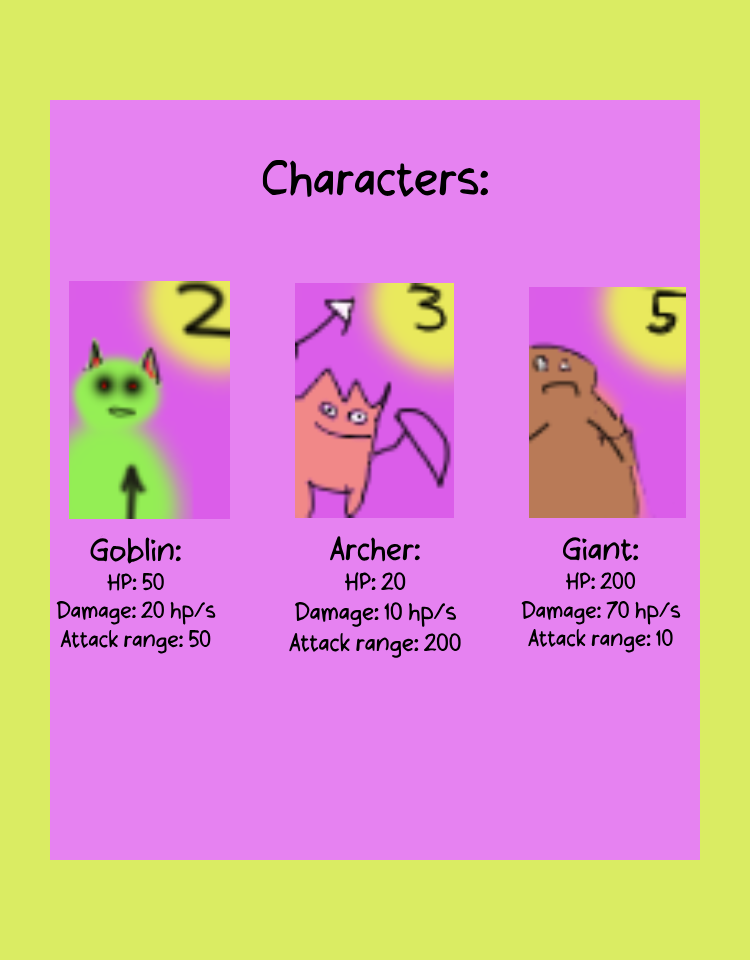 Characters:
2
3
5
Goblin:
HP: 50
Damage: 20 hp/s
Attack range: 50
Archer:
HP: 20
Damage: 10 hp/s
Attack range: 200
Giant:
HP: 200
Damage: 70 hp/s
Attack range: 10